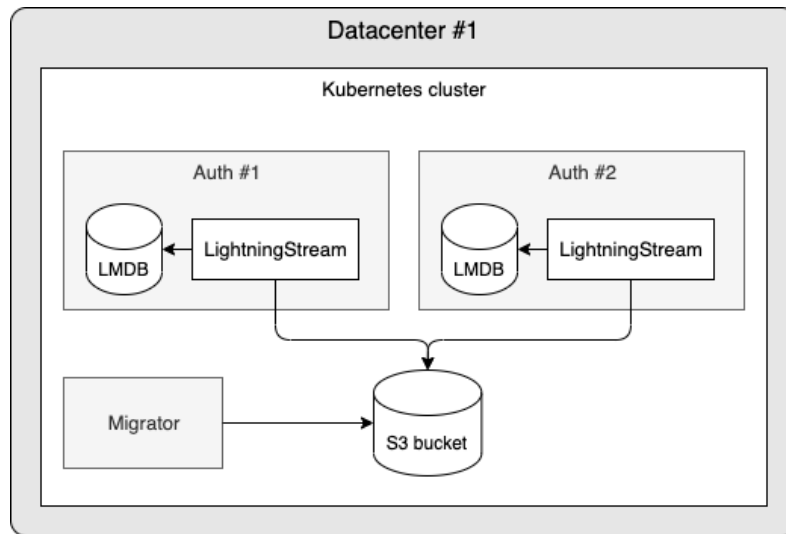 Datacenter #1
Kubernetes cluster
Auth #1
Auth #2
LMDB
LightningStream
LMDB
LightningStream
Migrator
S3 bucket